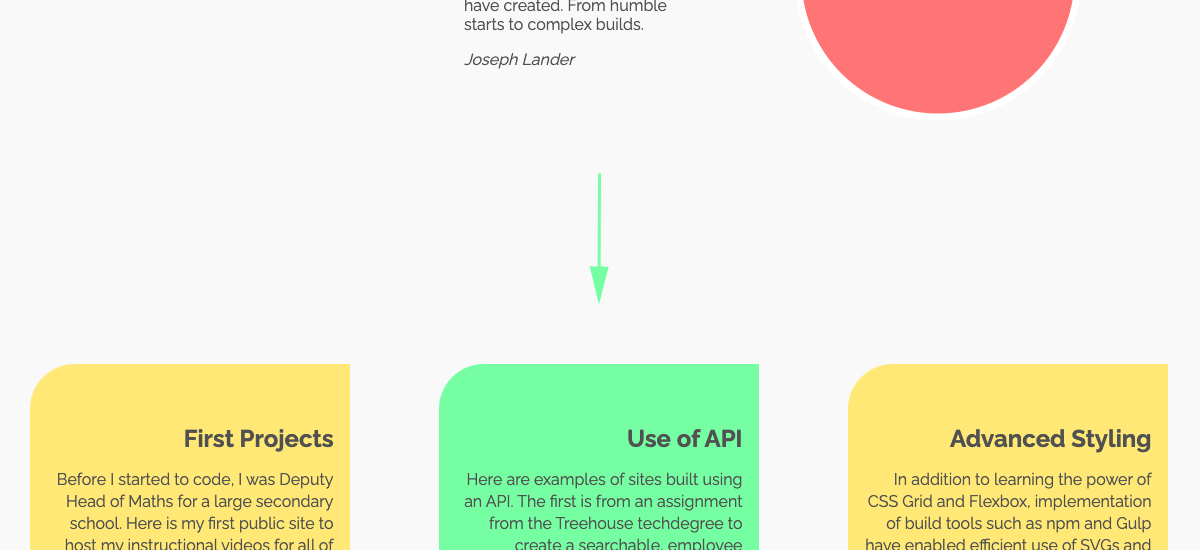 have created. From humble
starts to complex builds.
Joseph Lander
First Projects
Before I started to code, I was Deputy
Head of Maths for a large secondary
school. Here is my first public site to
host my instructional videos for all of
Use of API
Here are examples of sites built using
an API. The first is from an assignment
from the Treehouse techdegree to
create a searchable, employee
Advanced Styling
In addition to learning the power of
CSS Grid and Flexbox, implementation
of build tools such as npm and Gulp
have enabled efficient use of SVGs and